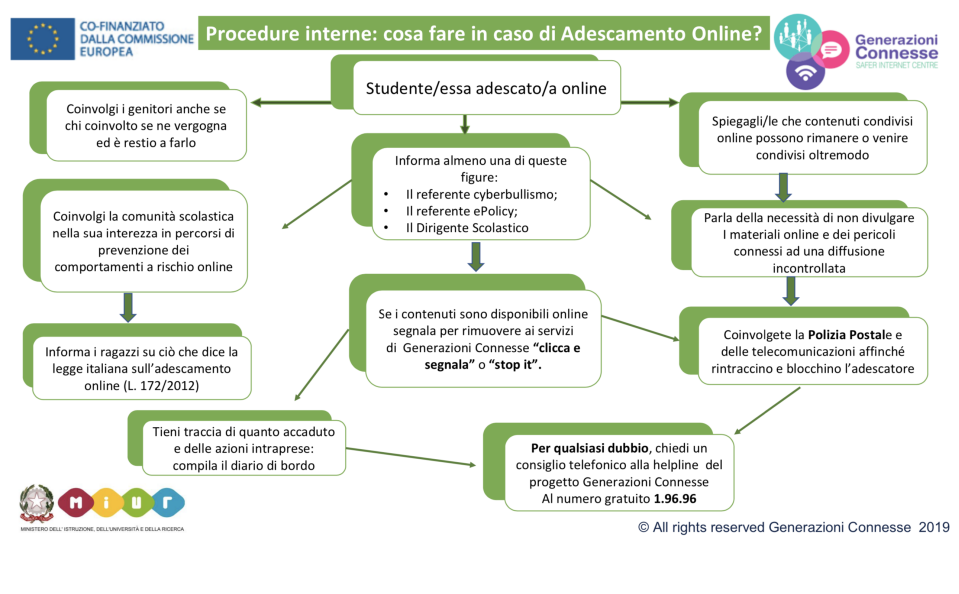 CO-FINANZIATO
DALLA COMMISSIONE
EUROPEA
Procedure interne: cosa fare in caso di Adescamento Online?
Generazioni
Connesse
SAFER INTERNET CENTRE
Studente/essa adescato/a online
Coinvolgi i genitori anche se
chi coinvolto se ne vergogna
ed è restio a farlo
Informa almeno una di queste
figure:
• Il referente cyberbullismo;
• Il referente ePolicy;
• Il Dirigente Scolastico
Spiegagli/le che contenuti condivisi
online possono rimanere o venire
condivisi oltremodo
Coinvolgi la comunità scolastica
nella sua interezza in percorsi di
prevenzione dei
comportamenti a rischio online
Parla della necessità di non divulgare
I materiali online e dei pericoli
connessi ad una diffusione
incontrollata
Se i contenuti sono disponibili online
segnala per rimuovere ai servizi
di Generazioni Connesse “clicca e
segnala” o “stop it”.
Informa i ragazzi su ciò che dice la
legge italiana sull’adescamento
online (L. 172/2012)
Coinvolgete la Polizia Postale e
delle telecomunicazioni affinché
rintraccino e blocchino l’adescatore
Tieni traccia di quanto accaduto
e delle azioni intraprese:
compila il diario di bordo
Per qualsiasi dubbio, chiedi un
consiglio telefonico alla helpline del
progetto Generazioni Connesse
Al numero gratuito 1.96.96
miur
MINISTERO DELL’ ISTRUZIONE, DELL’UNIVERSITÀ E DELLA RICERCA
© All rights reserved Generazioni Connesse 2019